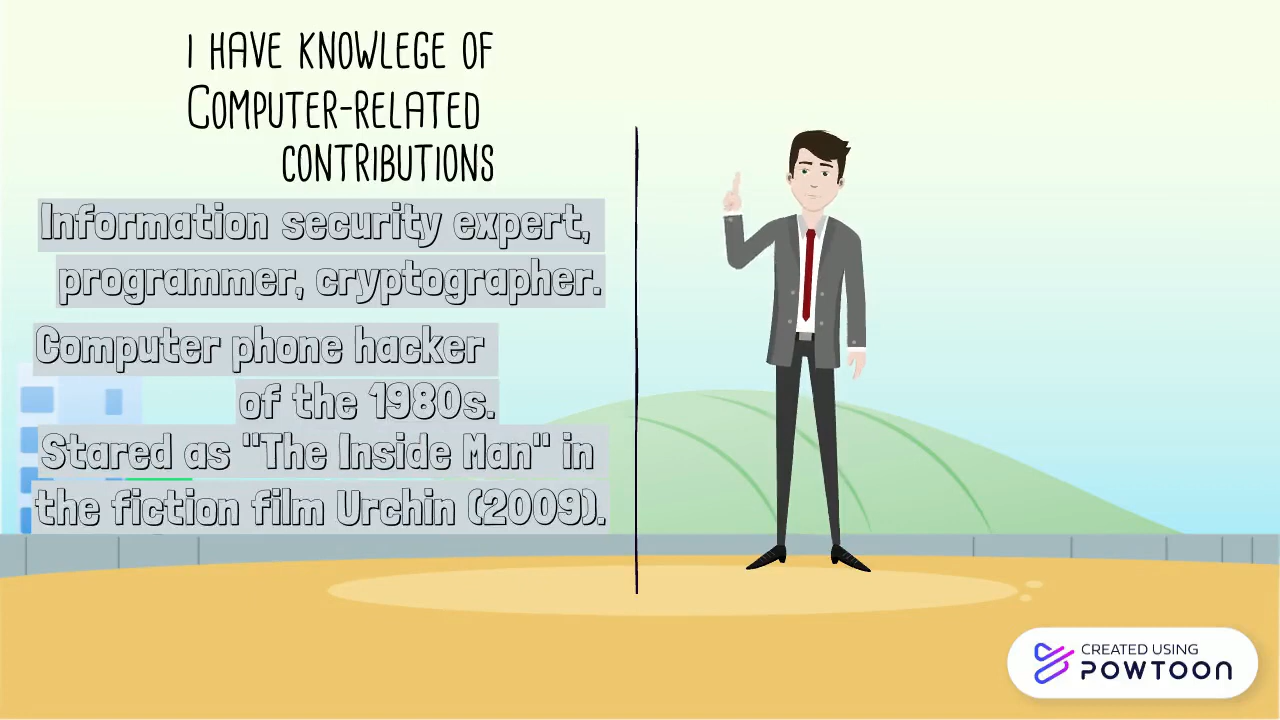 I HAVE KNOWLEGE OF
COMPUTER-RELATED
CONTRIBUTIONS
Information security expert,
programmer, cryptographer.
Computer phone hacker
of the 1980s.
Stared as "The Inside Man" in
the fiction film Urchin (2009).
CREATED USING
POWTOON